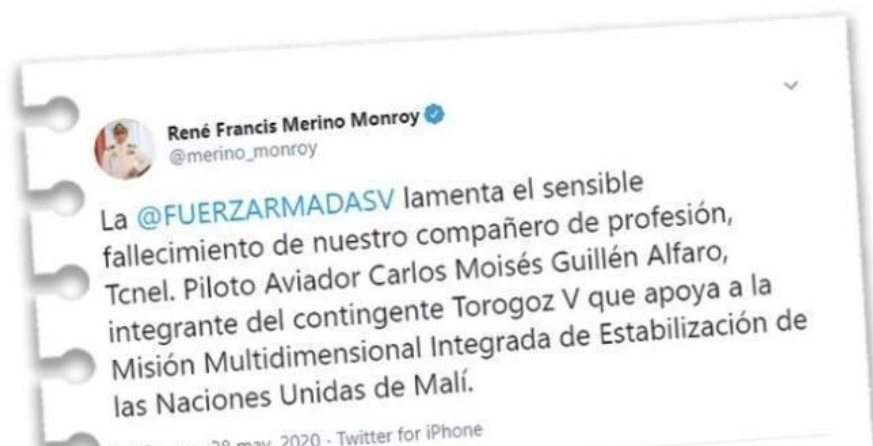 René Francis Merino Monroy
@merino_monroy
La @FUERZARMADASV lamenta el sensible
fallecimiento de nuestro compañero de profesión,
Tcnel. Piloto Aviador Carlos Moisés Guillén Alfaro,
integrante del contingente Torogoz V que apoya a la
Misión Multidimensional Integrada de Estabilización de
las Naciones Unidas de Malí.
may. 2020 · Twitter for iPhone